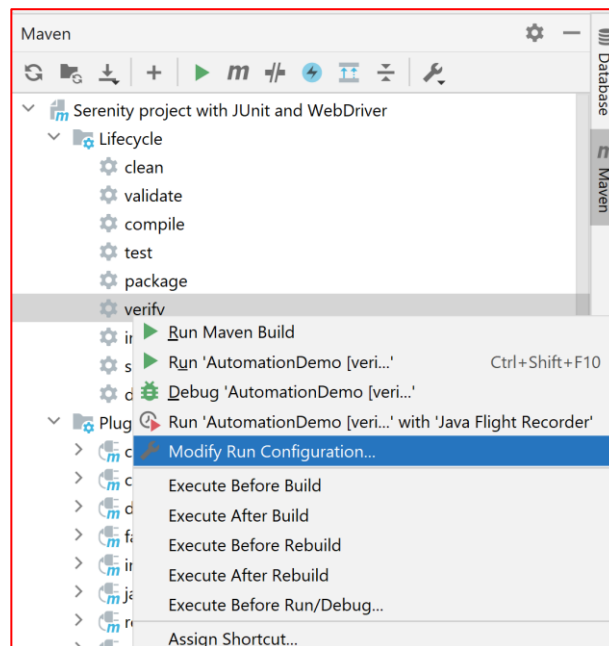 Maven
Database
Maven
Serenity project with JUnit and WebDriver
Lifecycle
clean
validate
compile
test
package
verify
Run Maven Build
Run 'AutomationDemo [veri...' Ctrl+Shift+F10
Debug 'AutomationDemo [veri...'
Run 'AutomationDemo [veri...' with 'Java Flight Recorder'
Plug
Modify Run Configuration...
Execute Before Build
Execute After Build
Execute Before Rebuild
Execute After Rebuild
Execute Before Run/Debug...
Assign Shortcut...